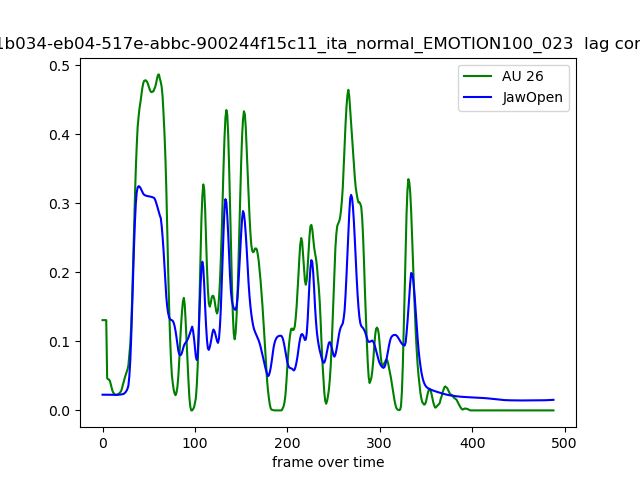 1b034-eb04-517e-abbc-900244f15c11_ita_normal_EMOTION100_023 lag cor
AU 26
JawOpen
0.5
0.4
0.3
0.2
0.1
0.0
0 100 200 300 400 500
frame over time